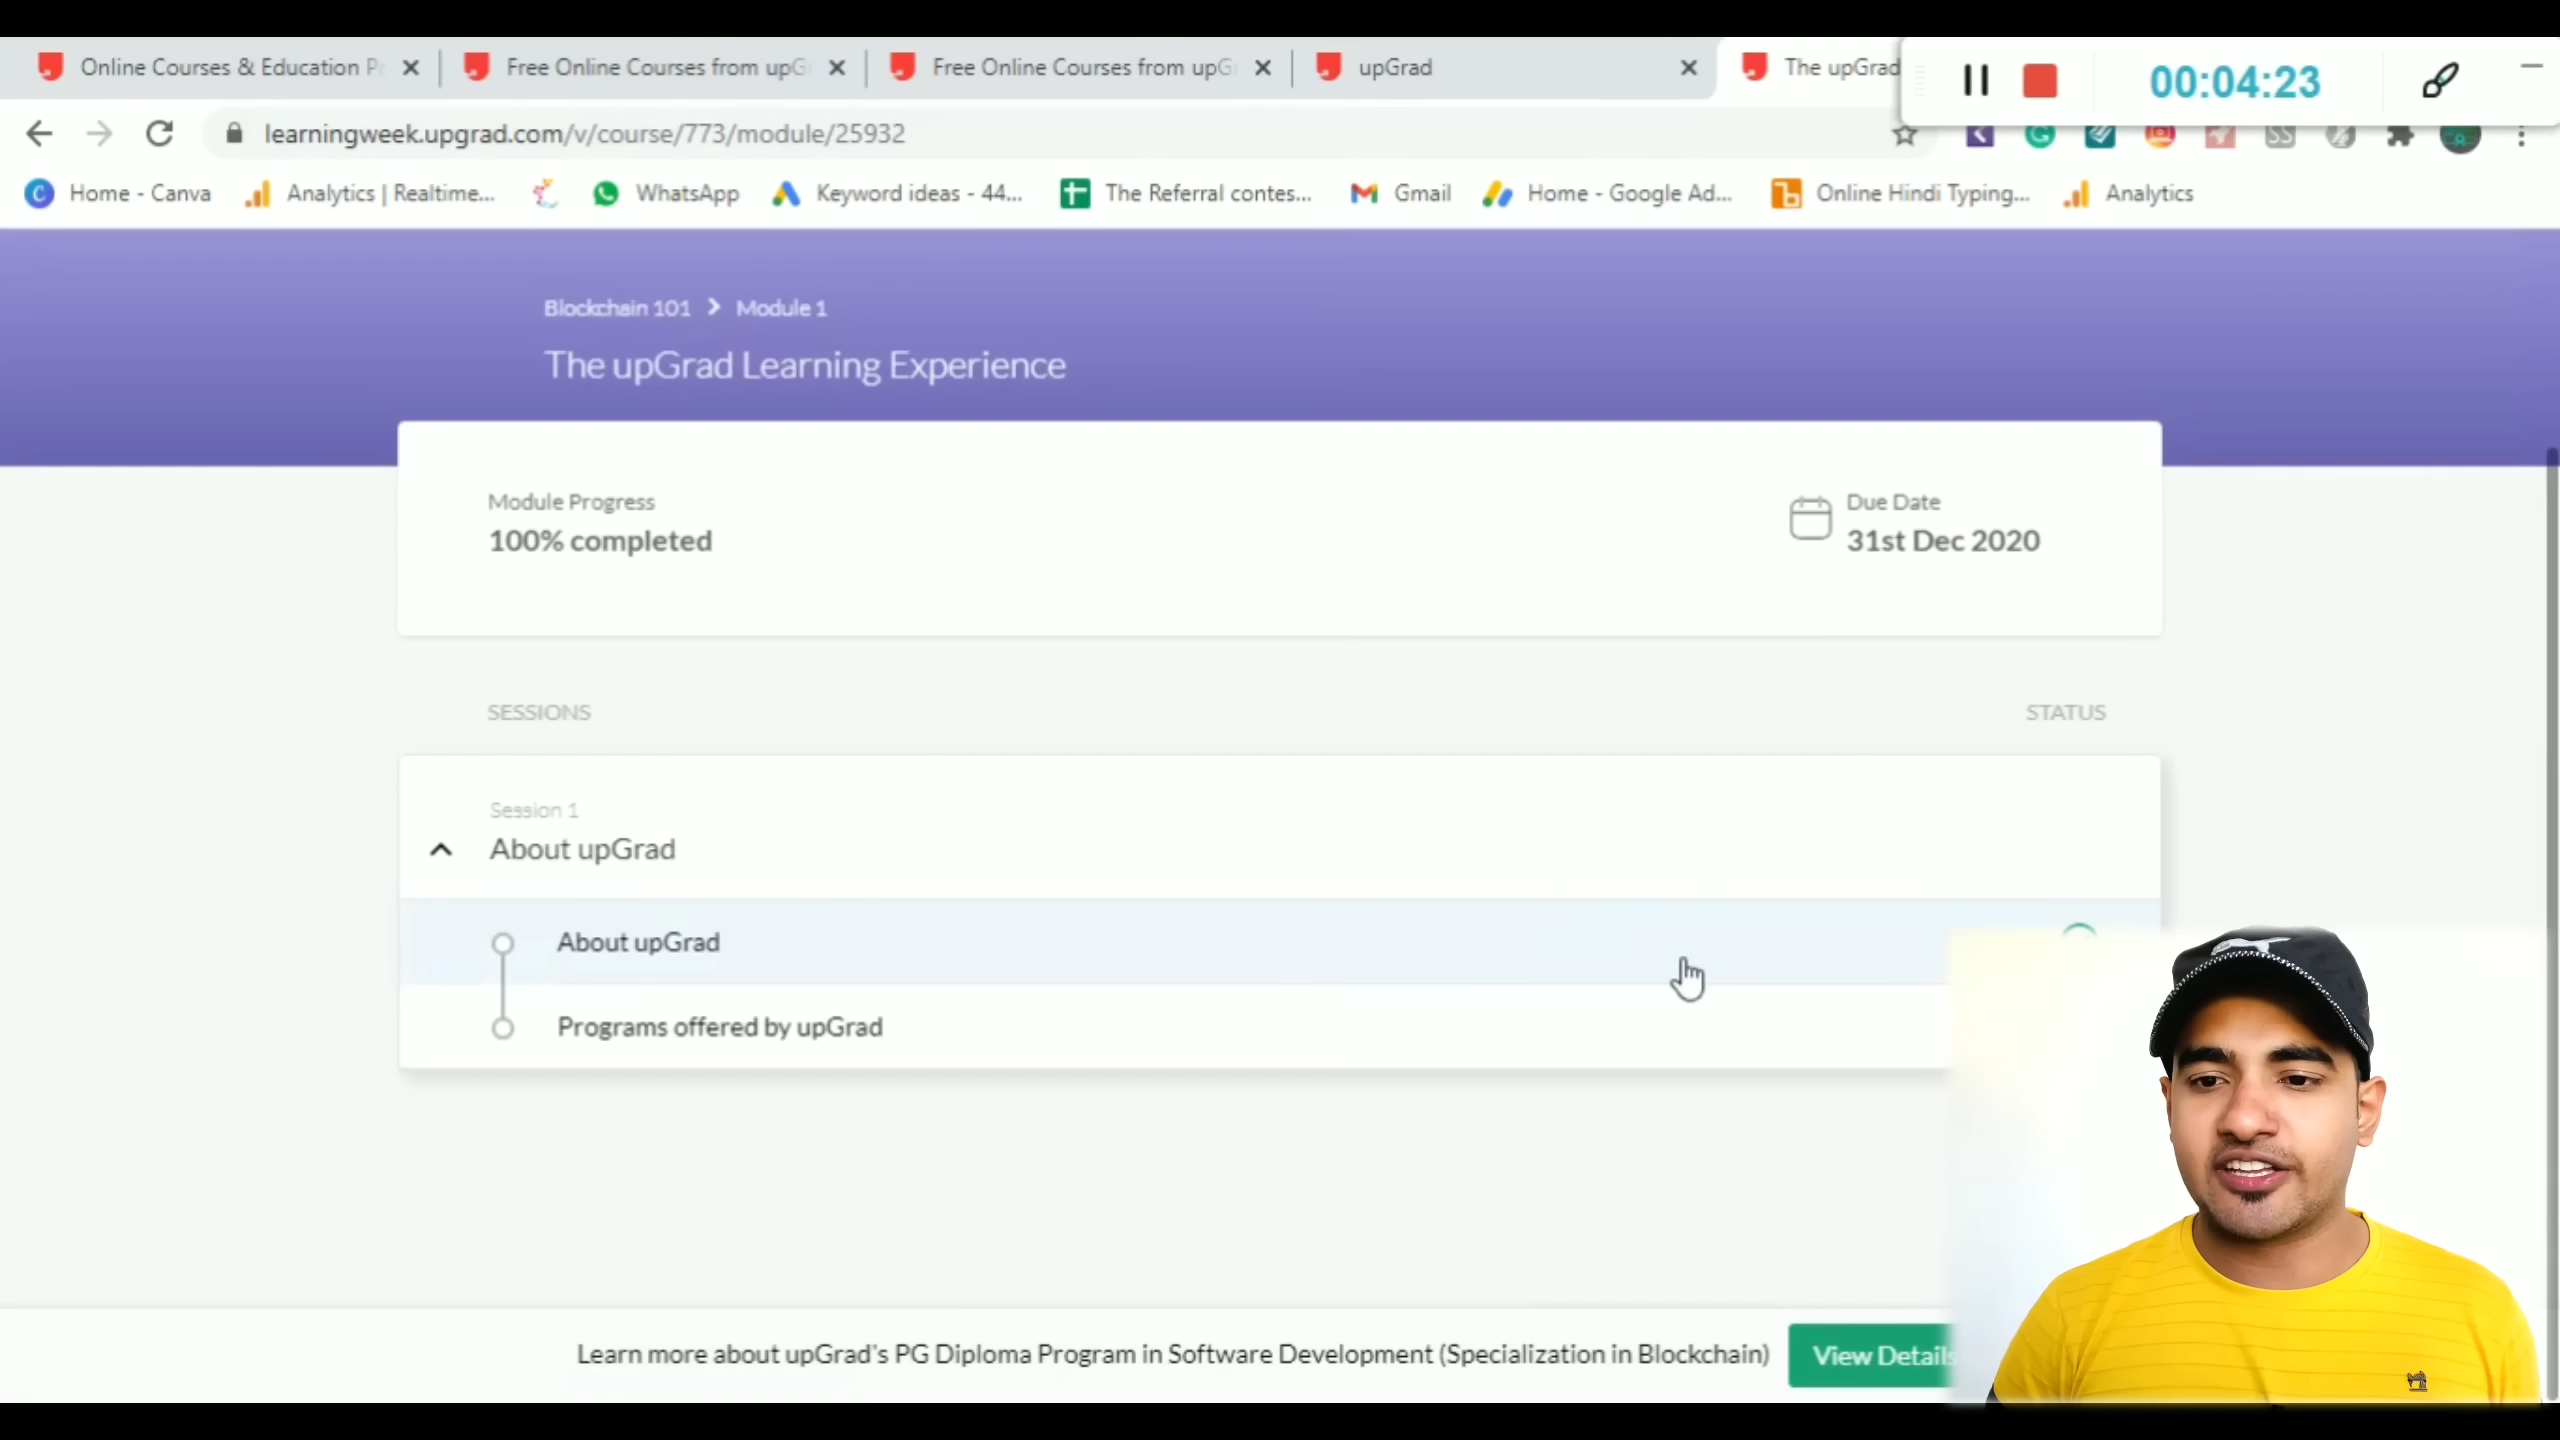 Online Courses & Education P
Free Online Courses from upG
Free Online Courses from upG
upGrad
The upGrad
00:04:23
learningweek.upgrad.com/v/course/773/module/25932
Home - Canva
Analytics | Realtime...
WhatsApp
Keyword ideas - 44...
The Referral contes...
Gmail
Home - Google Ad...
Online Hindi Typing...
Analytics
Blockchain 101 > Module 1
The upGrad Learning Experience
Module Progress
100% completed
Due Date
31st Dec 2020
SESSIONS
STATUS
Session 1
About upGrad
About upGrad
Programs offered by upGrad
Learn more about upGrad's PG Diploma Program in Software Development (Specialization in Blockchain)
View Details